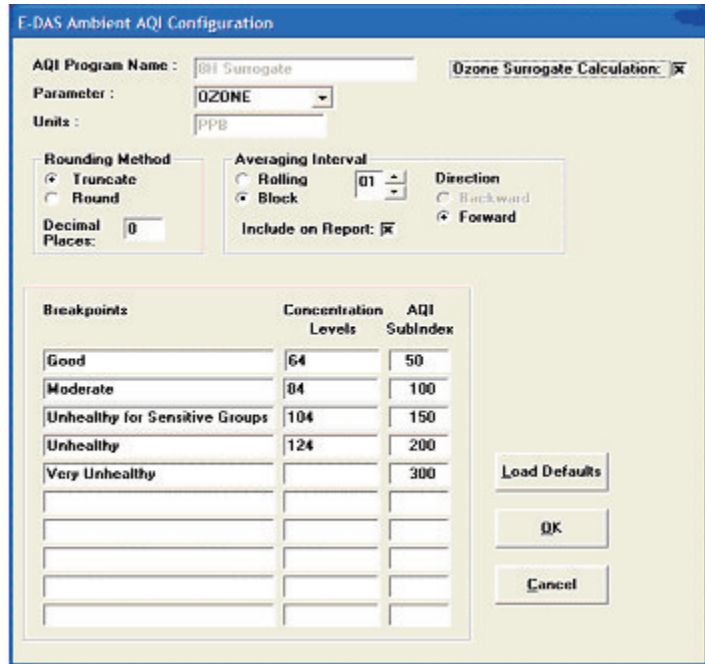 E-DAS Ambient AQI Configuration
AQI Program Name : 8H Surrogate Ozone Surrogate Calculation:
Parameter : OZONE
Units : PPB
Rounding Method
Truncate
Round
Decimal Places: 0
Averaging Interval
Rolling 01
Block
Include on Report:
Direction
Backward
Forward
Breakpoints Concentration Levels AQI SubIndex
Good 64 50
Moderate 84 100
Unhealthy for Sensitive Groups 104 150
Unhealthy 124 200
Very Unhealthy 300
Load Defaults
OK
Cancel